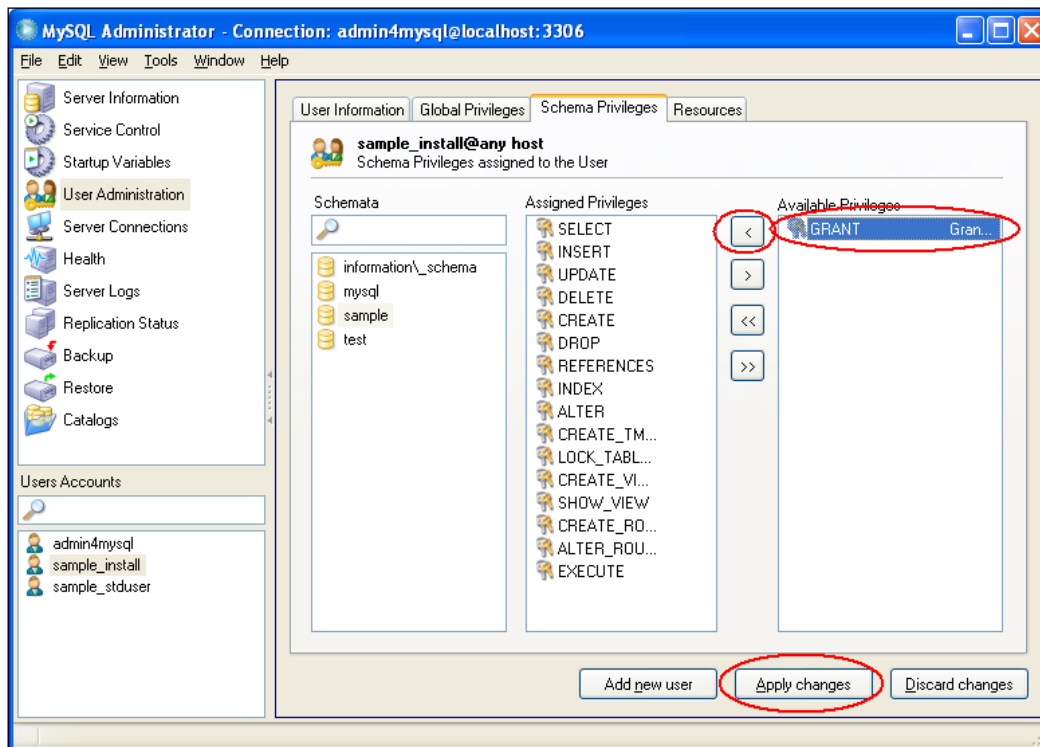 MySQL Administrator - Connection: admin4mysql@localhost:3306
File Edit View Tools Window Help
Server Information
Service Control
Startup Variables
User Administration
Server Connections
Health
Server Logs
Replication Status
Backup
Restore
Catalogs
Users Accounts
admin4mysql
sample_install
sample_stduser
User Information Global Privileges Schema Privileges Resources
sample_install@any host
Schema Privileges assigned to the User
Schemata
information\_schema
mysql
sample
test
Assigned Privileges
SELECT
INSERT
UPDATE
DELETE
CREATE
DROP
REFERENCES
INDEX
ALTER
CREATE_TM...
LOCK_TABL...
CREATE_VI...
SHOW_VIEW
CREATE_RO...
ALTER_ROU...
EXECUTE
<
>
<<
>>
Available Privileges
GRANT Gran...
Add new user Apply changes Discard changes